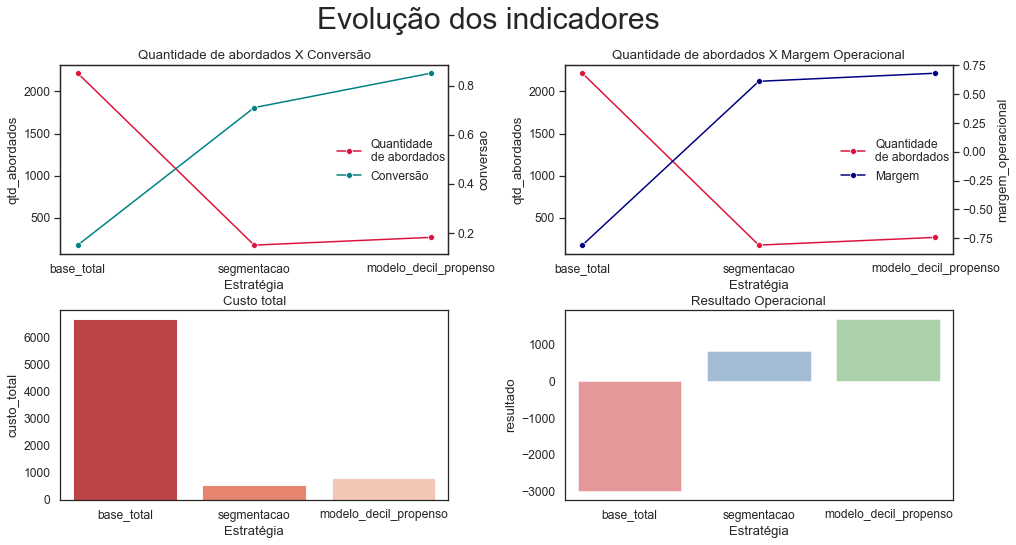 Evolução dos indicadores
Quantidade de abordados X Conversão
qtd_abordados
2000
1500
1000
500
0.8
0.6
0.4
0.2
conversao
Quantidade
de abordados
Conversão
base_total
segmentacao
modelo_decil_propenso
Estratégia
Quantidade de abordados X Margem Operacional
qtd_abordados
2000
1500
1000
500
0.75
0.50
0.25
0.00
−0.25
−0.50
−0.75
margem_operacional
Quantidade
de abordados
Margem
base_total
segmentacao
modelo_decil_propenso
Estratégia
Custo total
custo_total
6000
5000
4000
3000
2000
1000
0
base_total
segmentacao
modelo_decil_propenso
Estratégia
Resultado Operacional
resultado
1000
0
−1000
−2000
−3000
base_total
segmentacao
modelo_decil_propenso
Estratégia